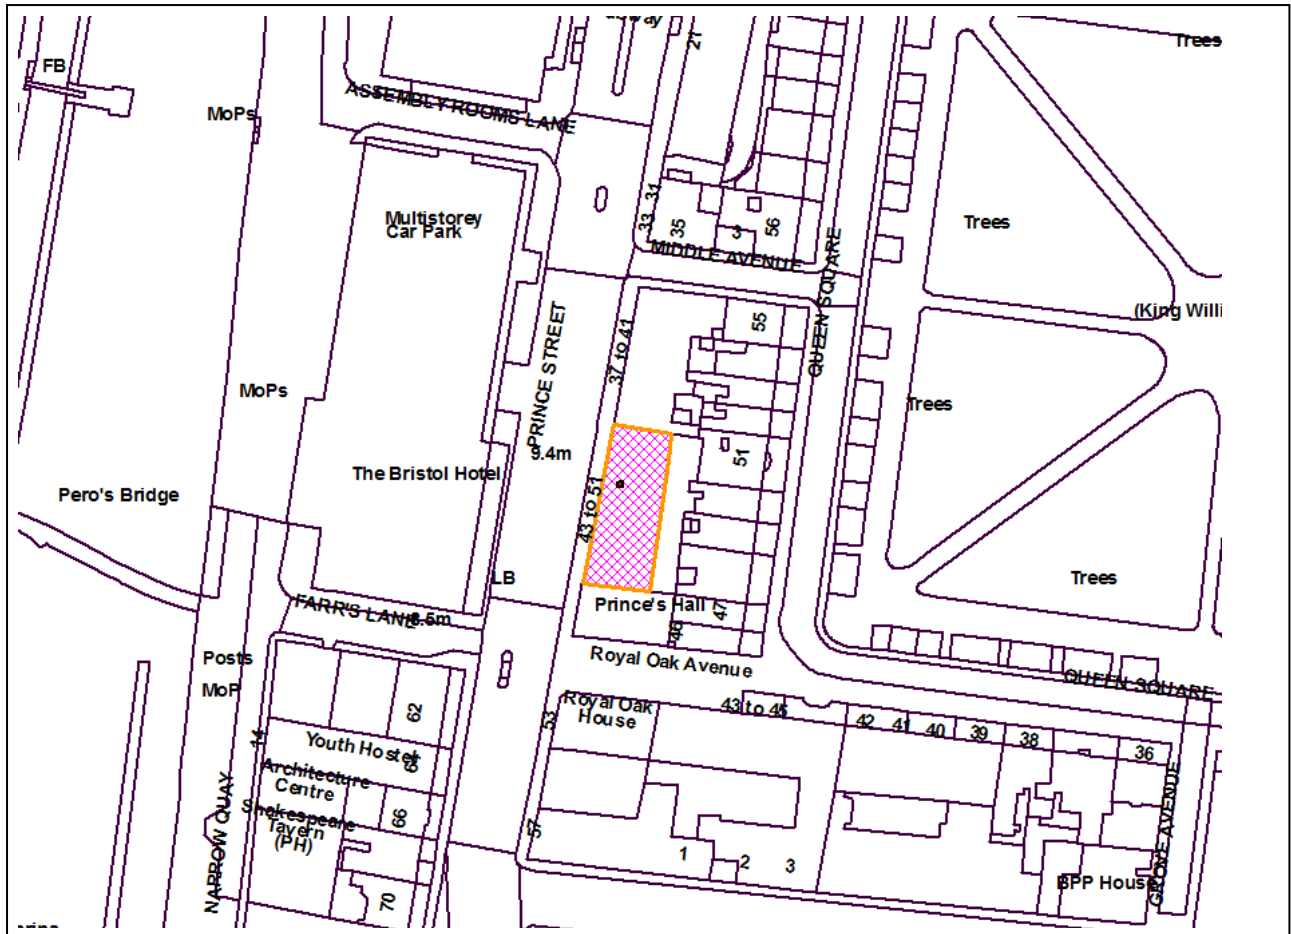 Trees
FB
21
ASSEMBLY ROOMS LANE
MoPs
Multistorey
Car Park
31
33
35
3
56
Trees
MIDDLE AVENUE
QUEEN SQUARE
(King Willi
55
PRINCE STREET
37 to 41
MoPs
Trees
9.4m
51
The Bristol Hotel
Pero's Bridge
43 to 51
LB
Trees
Prince's Hall
47
46
FARR'S LANE
8.5m
Posts
MoP
Royal Oak Avenue
QUEEN SQUARE
Royal Oak
House
43 to 45
42
41
40
39
38
36
62
53
14
Youth Hostel
64
Architecture
Centre
Shakespeare
Tavern
(PH)
66
NARROW QUAY
57
1
2
3
GROVE AVENUE
BPP House
70